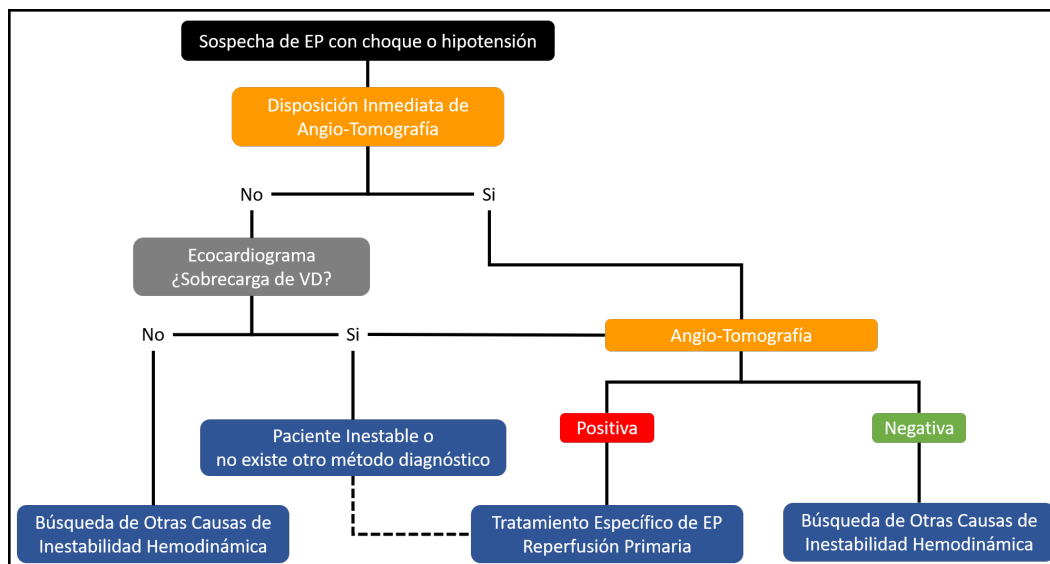 Sospecha de EP con choque o hipotensión
Disposición Inmediata de
Angio-Tomografía
No
Si
Ecocardiograma
¿Sobrecarga de VD?
No
Si
Angio-Tomografía
Positiva
Negativa
Paciente Inestable o
no existe otro método diagnóstico
Búsqueda de Otras Causas de
Inestabilidad Hemodinámica
Tratamiento Específico de EP
Reperfusión Primaria
Búsqueda de Otras Causas de
Inestabilidad Hemodinámica